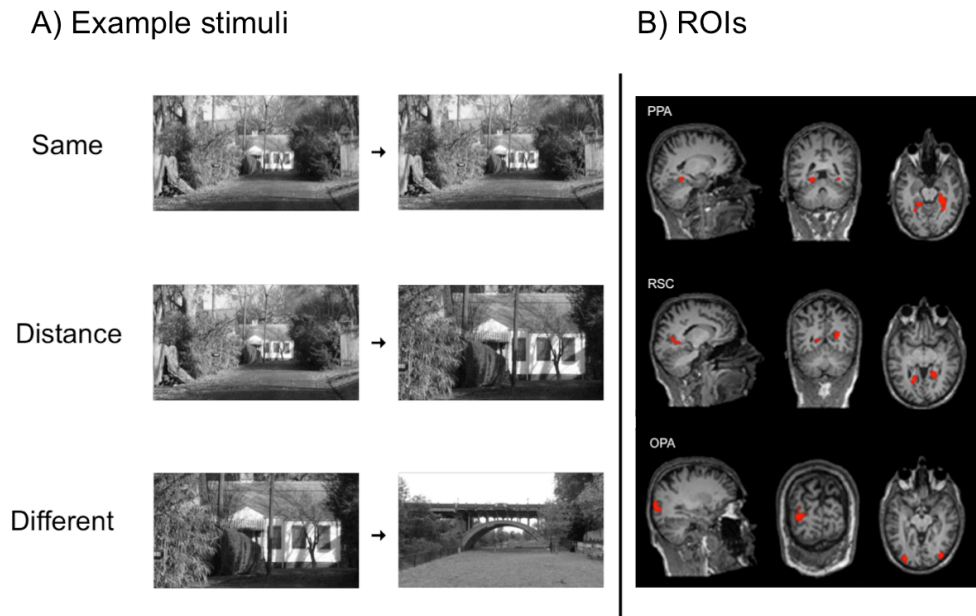 A) Example stimuli
Same
Distance
Different
B) ROIs
PPA
RSC
OPA